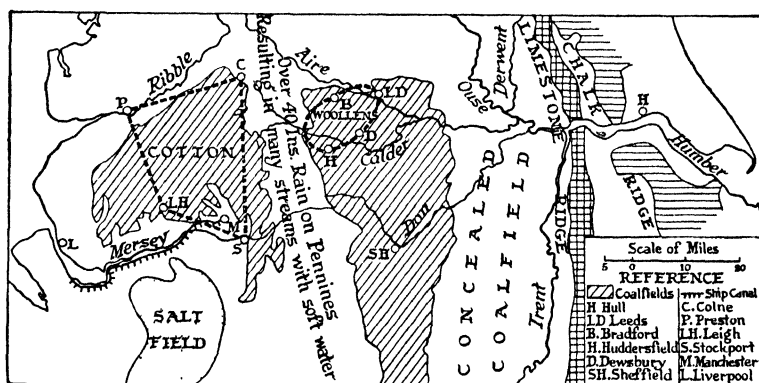 Ribble
C
P
COTTON
LH
M
S
L
Mersey
SALT
FIELD
Resulting in many streams with soft water
Over 40 Ins. Rain on Pennines
Aire
LD
B
WOOLLENS
D
H
Calder
Don
SH
CONCEALED
COALFIELD
Ouse
Derwent
Trent
LIMESTONE
RIDGE
CHALK
RIDGE
H
Humber
Scale of Miles
5 0 10 20
REFERENCE
Coalfields
Ship Canal
H Hull
C. Colne
LD Leeds
P. Preston
B. Bradford
LH. Leigh
H. Huddersfield
S. Stockport
D. Dewsbury
M. Manchester
SH. Sheffield
L. Liverpool